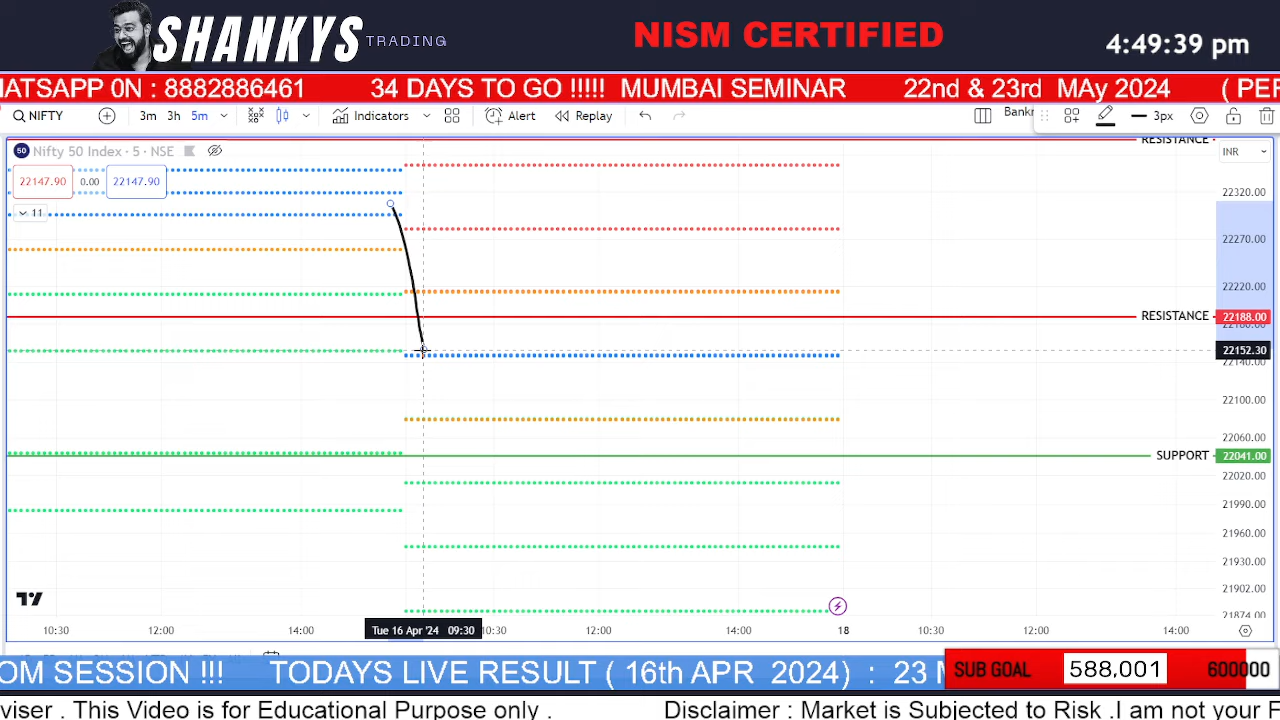 SHANKYS TRADING
NISM CERTIFIED
4:49:39 pm
HATSAPP 0N : 8882886461 34 DAYS TO GO !!!!! MUMBAI SEMINAR 22nd & 23rd MAy 2024 ( PER
NIFTY 3m 3h 5m Indicators Alert Replay Bankr 3px
Nifty 50 Index · 5 · NSE
RESISTANCE
INR
22147.90 0.00 22147.90
11
22320.00
22270.00
22220.00
RESISTANCE 22188.00
22152.30
22140.00
22100.00
22060.00
SUPPORT 22041.00
22020.00
21990.00
21960.00
21930.00
21902.00
21874.00
10:30 12:00 14:00 Tue 16 Apr '24 09:30 0:30 12:00 14:00 18 10:30 12:00 14:00
OM SESSION !!! TODAYS LIVE RESULT ( 16th APR 2024) : 23 M
SUB GOAL 588,001 600000
viser . This Video is for Educational Purpose only . Disclaimer : Market is Subjected to Risk .I am not your F